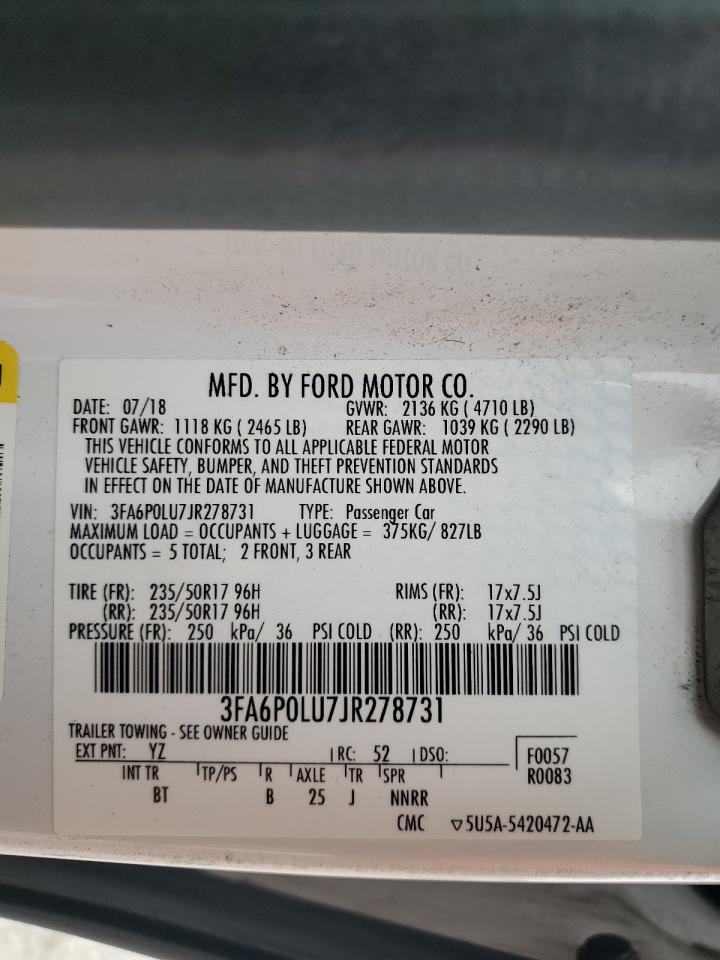 MFD. BY FORD MOTOR CO.
DATE: 07/18 GVWR: 2136 KG ( 4710 LB)
FRONT GAWR: 1118 KG ( 2465 LB) REAR GAWR: 1039 KG ( 2290 LB)
THIS VEHICLE CONFORMS TO ALL APPLICABLE FEDERAL MOTOR
VEHICLE SAFETY, BUMPER, AND THEFT PREVENTION STANDARDS
IN EFFECT ON THE DATE OF MANUFACTURE SHOWN ABOVE.
VIN: 3FA6P0LU7JR278731 TYPE: Passenger Car
MAXIMUM LOAD = OCCUPANTS + LUGGAGE = 375KG/ 827LB
OCCUPANTS = 5 TOTAL; 2 FRONT, 3 REAR
TIRE (FR): 235/50R17 96H RIMS (FR): 17x7.5J
(RR): 235/50R17 96H (RR): 17x7.5J
PRESSURE (FR): 250 kPa/ 36 PSI COLD (RR): 250 kPa/ 36 PSI COLD
3FA6P0LU7JR278731
TRAILER TOWING - SEE OWNER GUIDE
EXT PNT: YZ RC: 52 DSO: F0057
INT TR TP/PS R AXLE TR SPR R0083
BT B 25 J NNRR
CMC ▽5U5A-5420472-AA